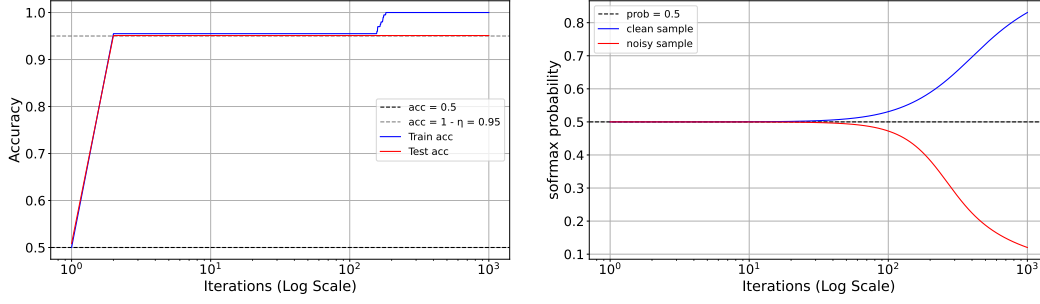 1.0
0.9
0.8
0.7
0.6
0.5
Accuracy
acc = 0.5
acc = 1 - η = 0.95
Train acc
Test acc
10⁰
10¹
10²
10³
Iterations (Log Scale)
0.8
0.7
0.6
0.5
0.4
0.3
0.2
0.1
sofrmax probability
prob = 0.5
clean sample
noisy sample
10⁰
10¹
10²
10³
Iterations (Log Scale)